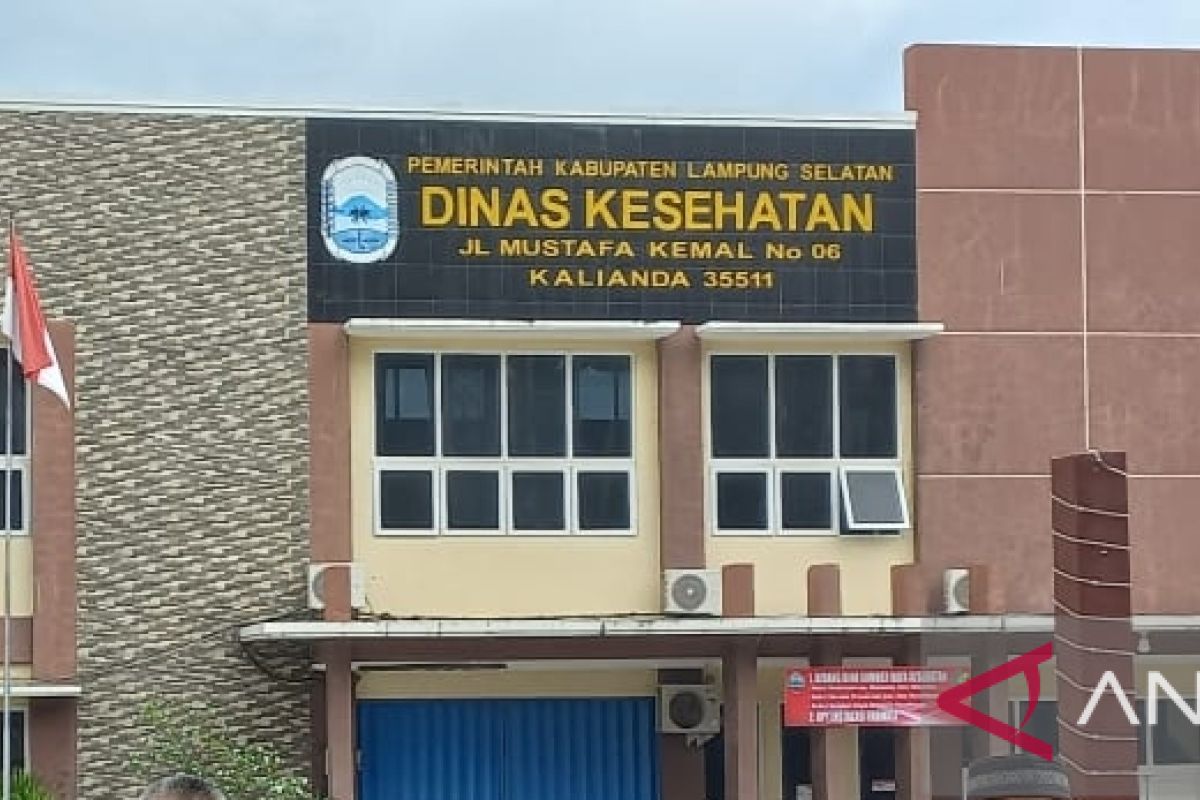 PEMERINTAH KABUPATEN LAMPUNG SELATAN
DINAS KESEHATAN
JL MUSTAFA KEMAL No 06
KALIANDA 35511
AN